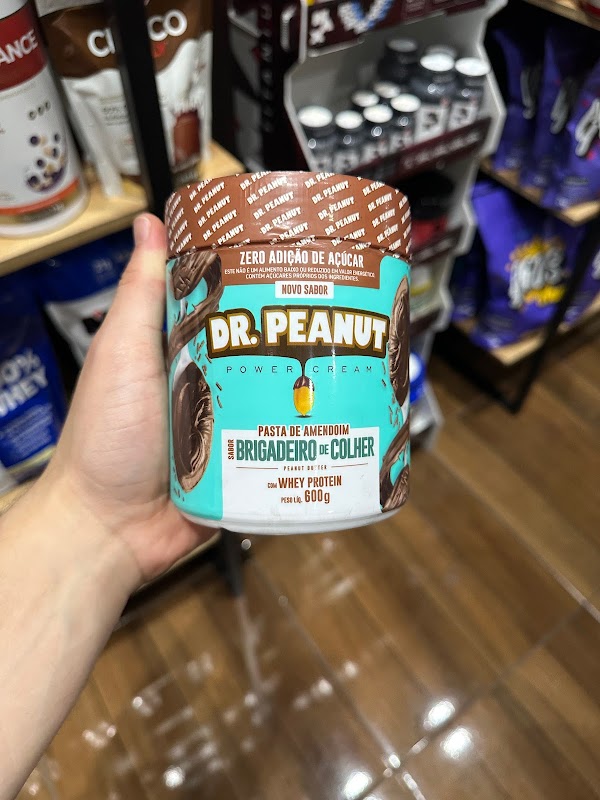 ANCE
DR. PEANUT
ZERO ADIÇÃO DE AÇÚCAR
ESTE NÃO É UM ALIMENTO BAIXO OU REDUZIDO EM VALOR ENERGÉTICO.
CONTÉM AÇÚCARES PRÓPRIOS DOS INGREDIENTES.
NOVO SABOR
DR. PEANUT
POWER CREAM
PASTA DE AMENDOIM
SABOR BRIGADEIRO DE COLHER
PEANUT BUTTER
COM WHEY PROTEIN
PESO LÍQ. 600g
WHEY